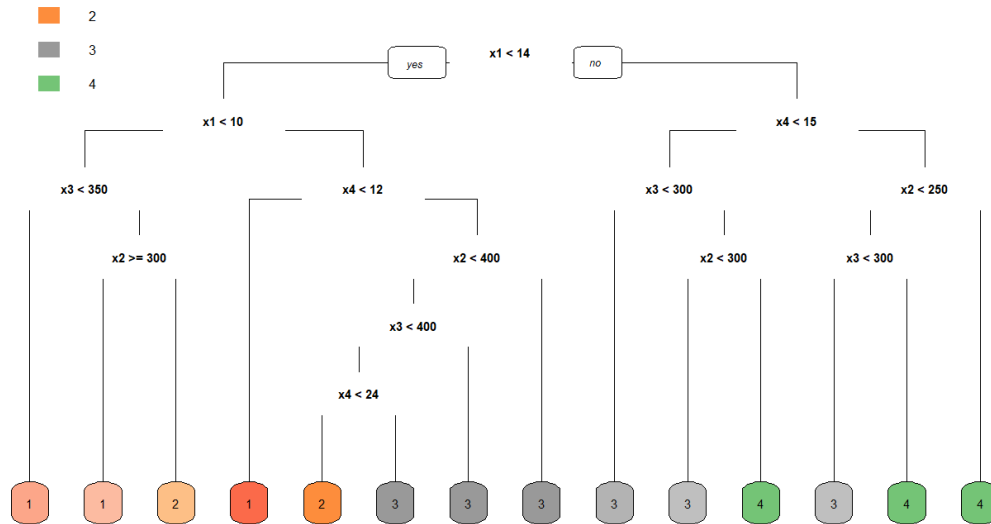 2
3
4
x1 < 14
yes no
x1 < 10 x4 < 15
x3 < 350 x4 < 12 x3 < 300 x2 < 250
x2 >= 300 x2 < 400 x2 < 300 x3 < 300
x3 < 400
x4 < 24
1 1 2 1 2 3 3 3 3 3 4 3 4 4